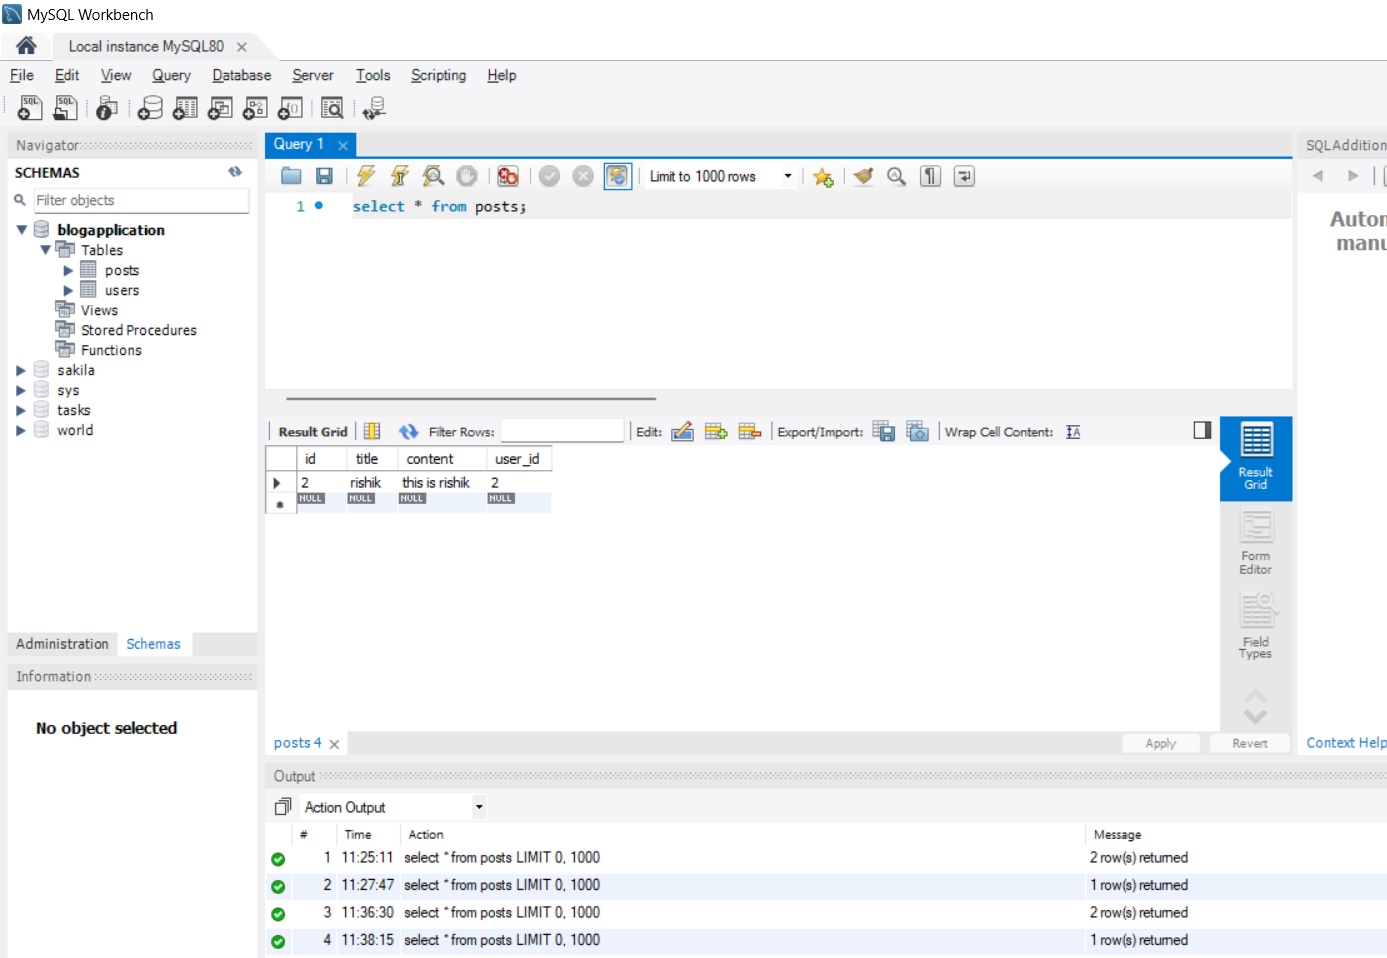 MySQL Workbench
Local instance MySQL80
File Edit View Query Database Server Tools Scripting Help
SQL SQL
Navigator
SCHEMAS
Filter objects
blogapplication
Tables
posts
users
Views
Stored Procedures
Functions
sakila
sys
tasks
world
Administration Schemas
Information
No object selected
Query 1
Limit to 1000 rows
1 select * from posts;
Result Grid Filter Rows: Edit: Export/Import: Wrap Cell Content: IA
id title content user_id
2 rishik this is rishik 2
NULL NULL NULL NULL
Result
Grid
Form
Editor
Field
Types
posts 4
Apply Revert
SQLAddition
Auton
manu
Context Help
Output
Action Output
# Time Action Message
1 11:25:11 select * from posts LIMIT 0, 1000 2 row(s) returned
2 11:27:47 select * from posts LIMIT 0, 1000 1 row(s) returned
3 11:36:30 select * from posts LIMIT 0, 1000 2 row(s) returned
4 11:38:15 select * from posts LIMIT 0, 1000 1 row(s) returned